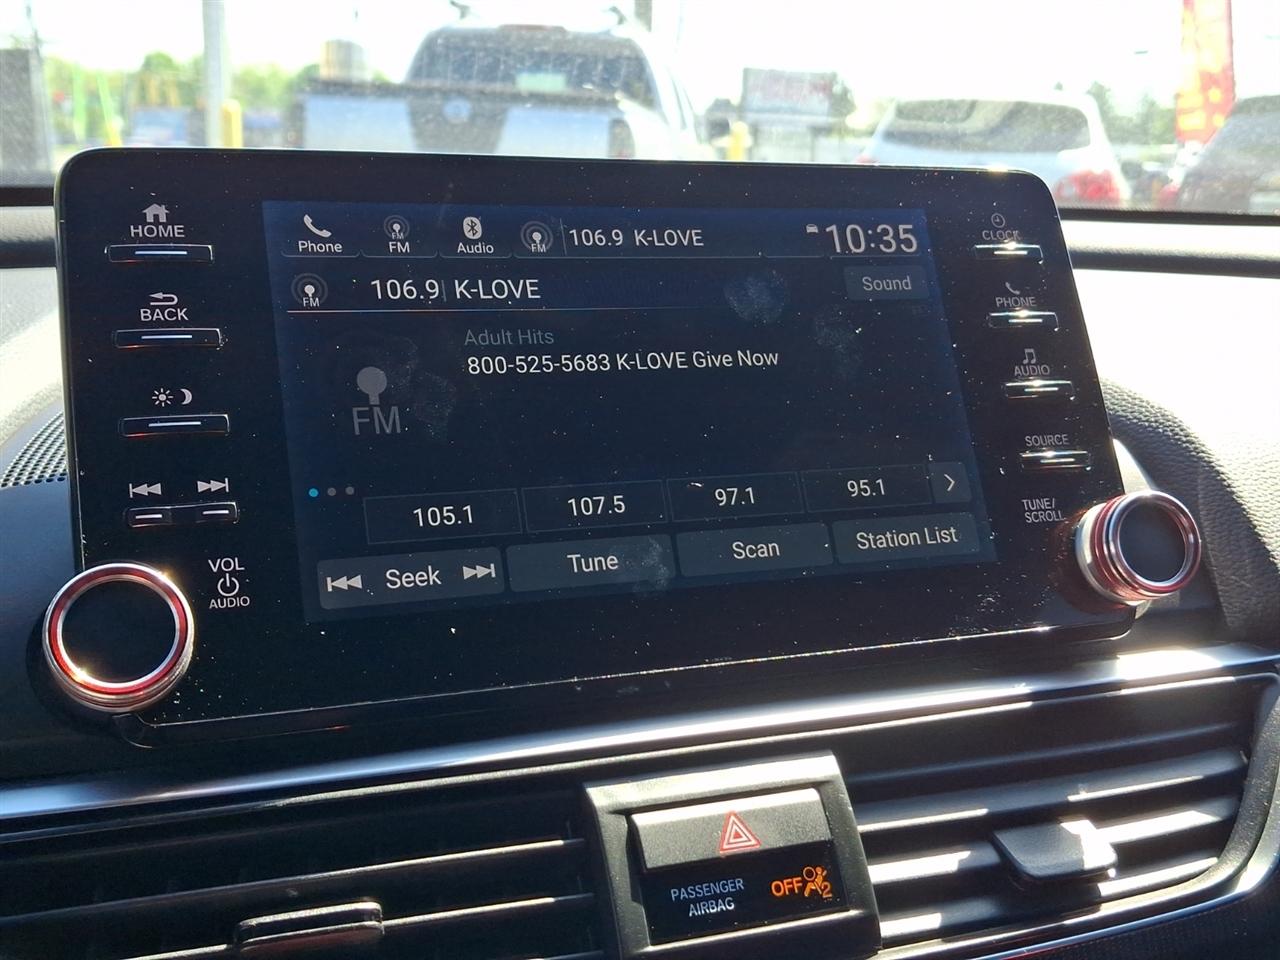 HOME
BACK
VOL
AUDIO
Phone
FM
FM
Audio
FM
106.9 K-LOVE
10:35
FM
106.9 K-LOVE
Sound
Adult Hits
800-525-5683 K-LOVE Give Now
FM
105.1
107.5
97.1
95.1
Seek
Tune
Scan
Station List
CLOCK
PHONE
AUDIO
SOURCE
TUNE/
SCROLL
PASSENGER
AIRBAG
OFF 2